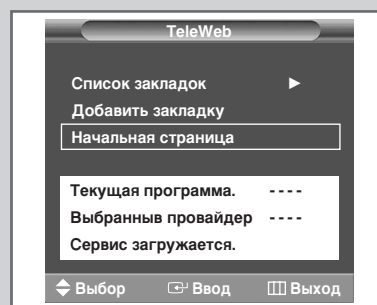 TeleWeb
Список закладок ►
Добавить закладку
Начальная страница
Текущая программа. ----
Выбранныв провайдер ----
Сервис загружается.
Выбор Ввод Выход